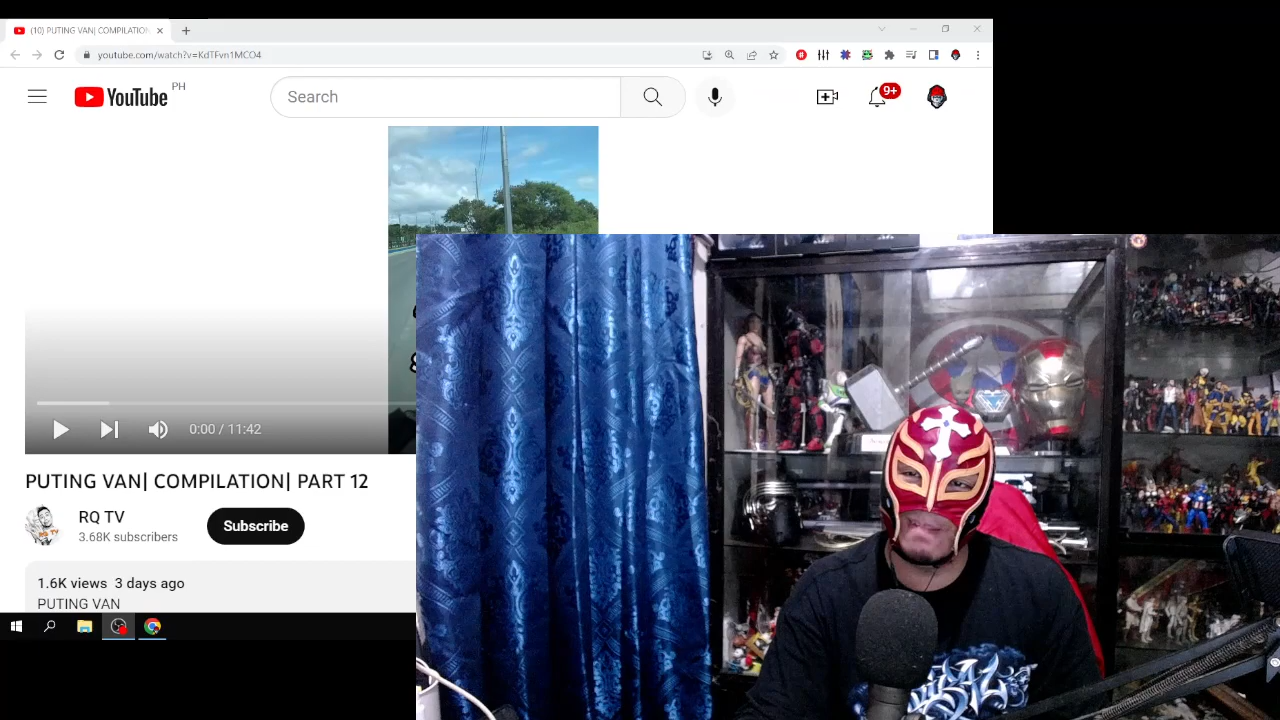 (10) PUTING VAN| COMPILATION
youtube.com/watch?v=KdTFvn1MCO4
YouTube PH
Search
9+
0:00 / 11:42
PUTING VAN| COMPILATION| PART 12
RQ TV
3.68K subscribers
Subscribe
1.6K views 3 days ago
PUTING VAN